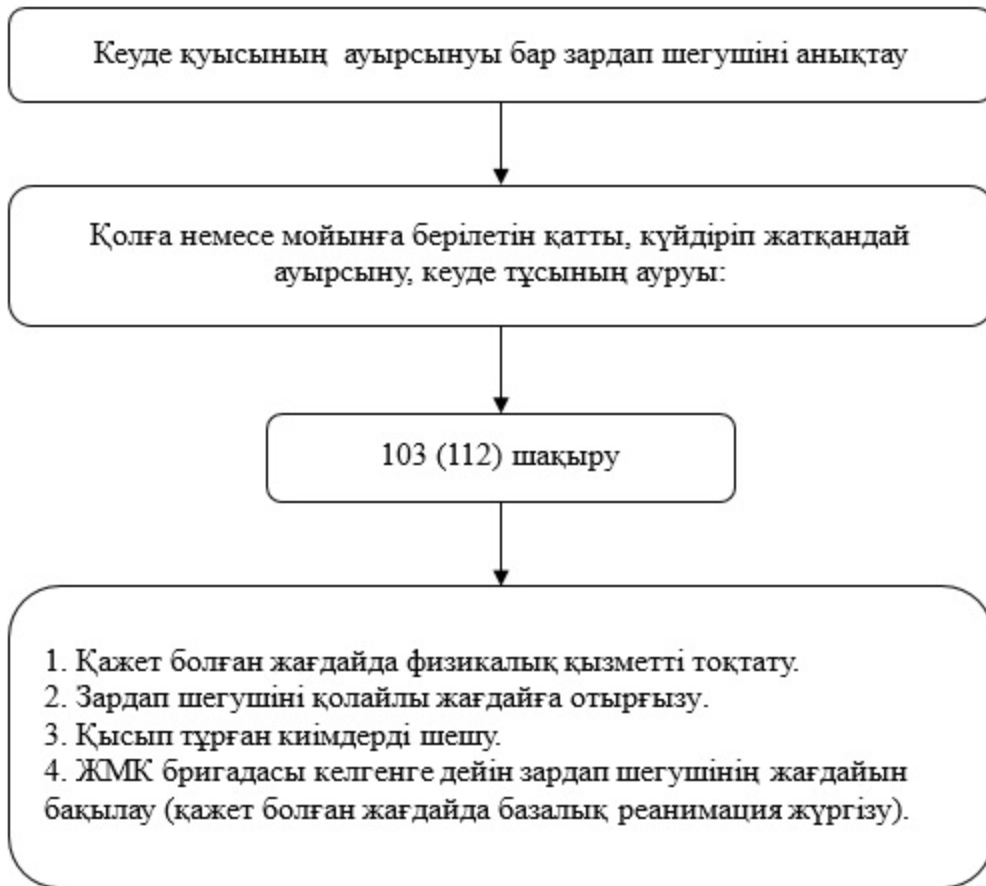 Кеуде қуысының ауырсынуы бар зардап шегушіні анықтау
Қолға немесе мойынға берілетін қатты, күйдіріп жатқандай
ауырсыну, кеуде тұсының ауруы:
103 (112) шақыру
1. Қажет болған жағдайда физикалық қызметті тоқтату.
2. Зардап шегушіні қолайлы жағдайға отырғызу.
3. Қысып тұрған киімдерді шешу.
4. ЖМК бригадасы келгенге дейін зардап шегушінің жағдайын
бақылау (қажет болған жағдайда базалық реанимация жүргізу).